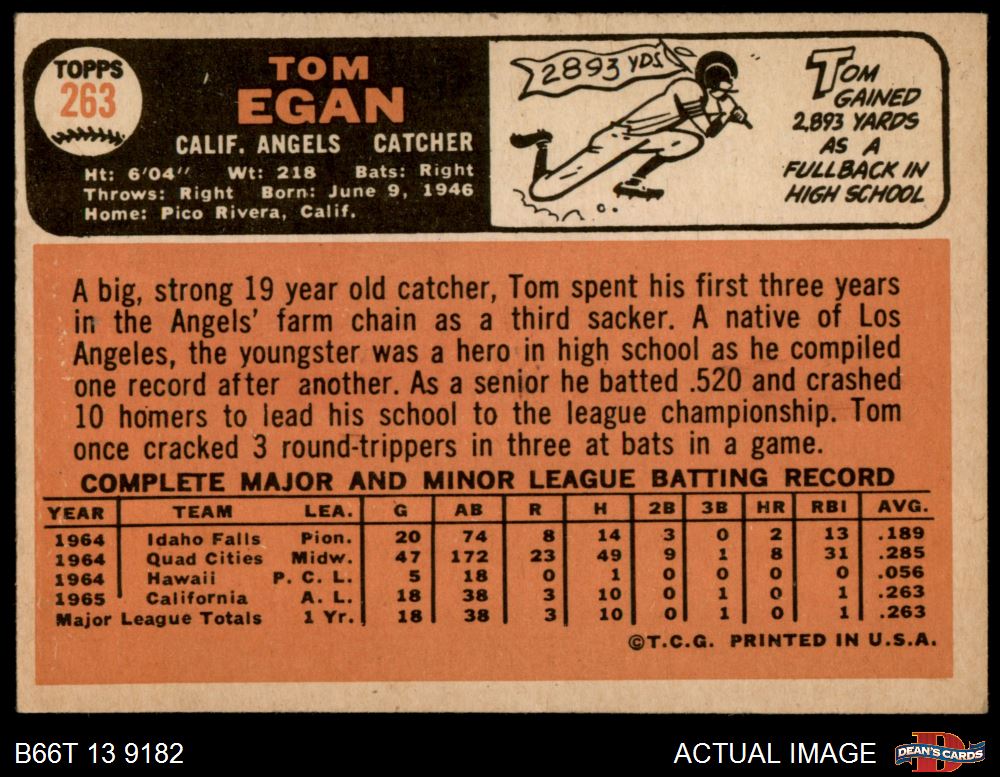 TOPPS
263
TOM
EGAN
CALIF. ANGELS CATCHER
Ht: 6'04" Wt: 218 Bats: Right
Throws: Right Born: June 9, 1946
Home: Pico Rivera, Calif.
2893 YDS
TOM
GAINED
2,893 YARDS
AS A
FULLBACK IN
HIGH SCHOOL
A big, strong 19 year old catcher, Tom spent his first three years
in the Angels' farm chain as a third sacker. A native of Los
Angeles, the youngster was a hero in high school as he compiled
one record after another. As a senior he batted .520 and crashed
10 homers to lead his school to the league championship. Tom
once cracked 3 round-trippers in three at bats in a game.
COMPLETE MAJOR AND MINOR LEAGUE BATTING RECORD
YEAR TEAM LEA. G AB R H 2B 3B HR RBI AVG.
1964 Idaho Falls Pion. 20 74 8 14 3 0 2 13 .189
1964 Quad Cities Midw. 47 172 23 49 9 1 8 31 .285
1964 Hawaii P. C. L. 5 18 0 1 0 0 0 0 .056
1965 California A. L. 18 38 3 10 0 1 0 1 .263
Major League Totals 1 Yr. 18 38 3 10 0 1 0 1 .263
©T.C.G. PRINTED IN U.S.A.
B66T 13 9182
ACTUAL IMAGE
D
DEAN'S CARDS